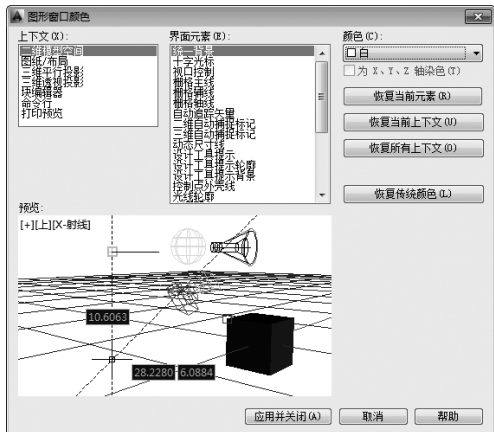 图形窗口颜色
上下文(X):
二维模型空间
图纸/布局
三维平行投影
三维透视投影
块编辑器
命令行
打印预览
界面元素(E):
统一背景
十字光标
视口控制
栅格主线
栅格辅线
栅格轴线
自动追踪矢量
二维自动捕捉标记
三维自动捕捉标记
动态尺寸线
设计工具提示
设计工具提示轮廓
设计工具提示背景
控制点外壳线
光线轮廓
颜色(C):
白
为 X、Y、Z 轴染色(T)
恢复当前元素(R)
恢复当前上下文(U)
恢复所有上下文(O)
恢复传统颜色(L)
预览:
[+][上][X-射线]
10.6063
28.2280
6.0884
应用并关闭(A)
取消
帮助